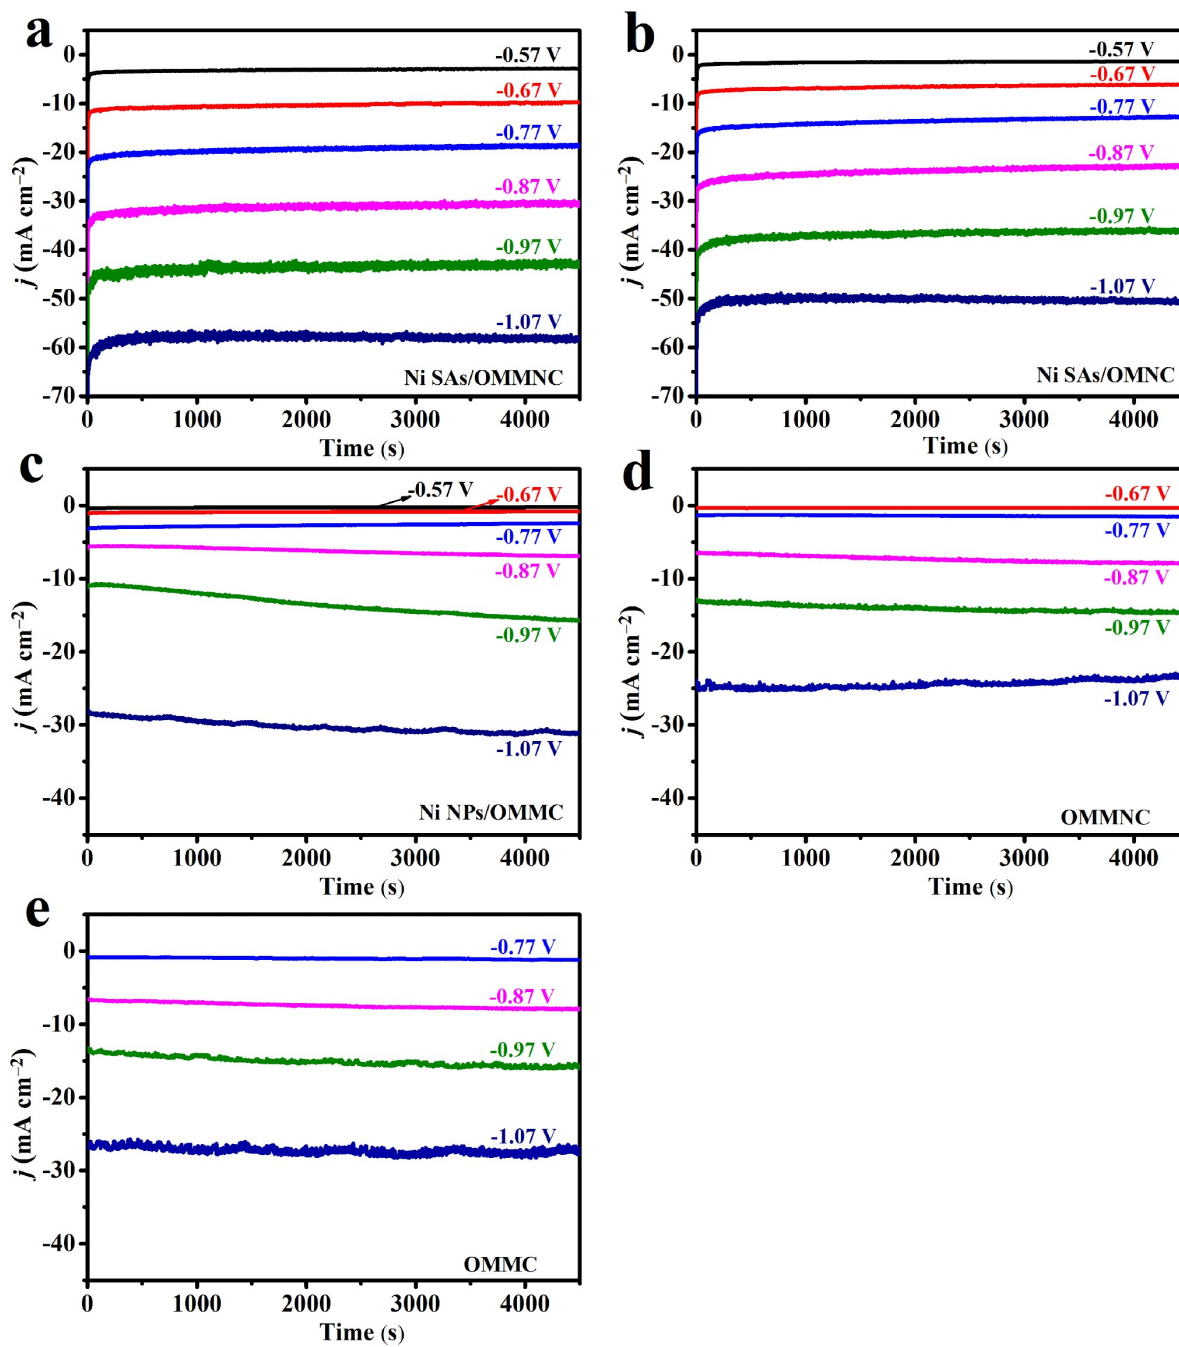 a
0
-10
-20
-30
-40
-50
-60
-70
j (mA cm−2)
-0.57 V
-0.67 V
-0.77 V
-0.87 V
-0.97 V
-1.07 V
Ni SAs/OMMNC
0 1000 2000 3000 4000
Time (s)
b
0
-10
-20
-30
-40
-50
-60
-70
j (mA cm−2)
-0.57 V
-0.67 V
-0.77 V
-0.87 V
-0.97 V
-1.07 V
Ni SAs/OMNC
0 1000 2000 3000 4000
Time (s)
c
0
-10
-20
-30
-40
j (mA cm−2)
-0.57 V
-0.67 V
-0.77 V
-0.87 V
-0.97 V
-1.07 V
Ni NPs/OMMC
0 1000 2000 3000 4000
Time (s)
d
0
-10
-20
-30
-40
j (mA cm−2)
-0.67 V
-0.77 V
-0.87 V
-0.97 V
-1.07 V
OMMNC
0 1000 2000 3000 4000
Time (s)
e
0
-10
-20
-30
-40
j (mA cm−2)
-0.77 V
-0.87 V
-0.97 V
-1.07 V
OMMC
0 1000 2000 3000 4000
Time (s)